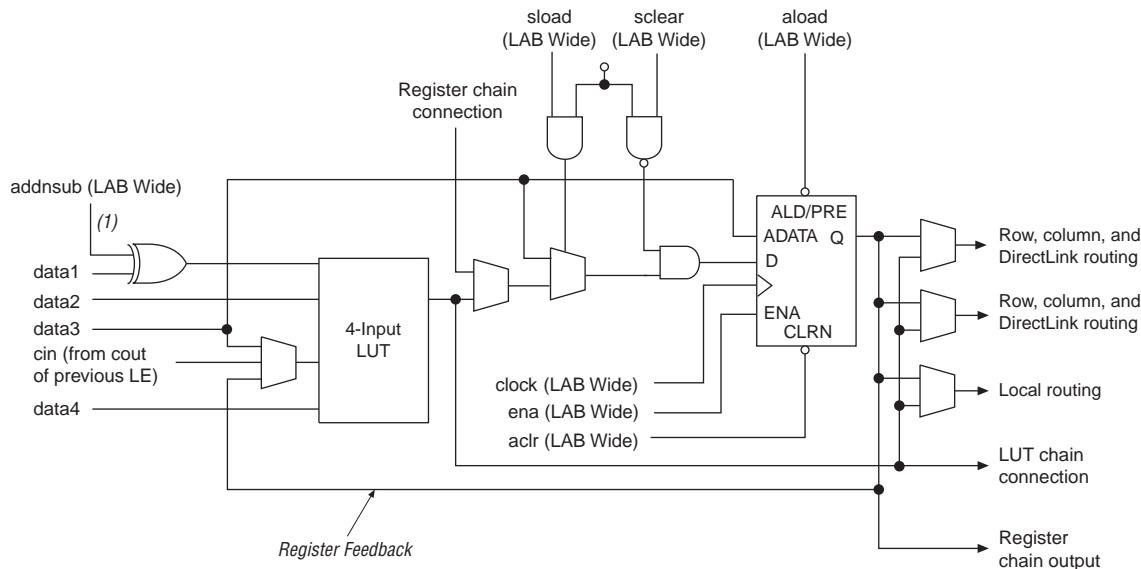 sload
(LAB Wide)
sclear
(LAB Wide)
aload
(LAB Wide)
Register chain
connection
addnsub (LAB Wide)
(1)
data1
data2
data3
cin (from cout
of previous LE)
data4
4-Input
LUT
ALD/PRE
ADATA Q
D
ENA
CLRN
clock (LAB Wide)
ena (LAB Wide)
aclr (LAB Wide)
Row, column, and
DirectLink routing
Row, column, and
DirectLink routing
Local routing
LUT chain
connection
Register
chain output
Register Feedback